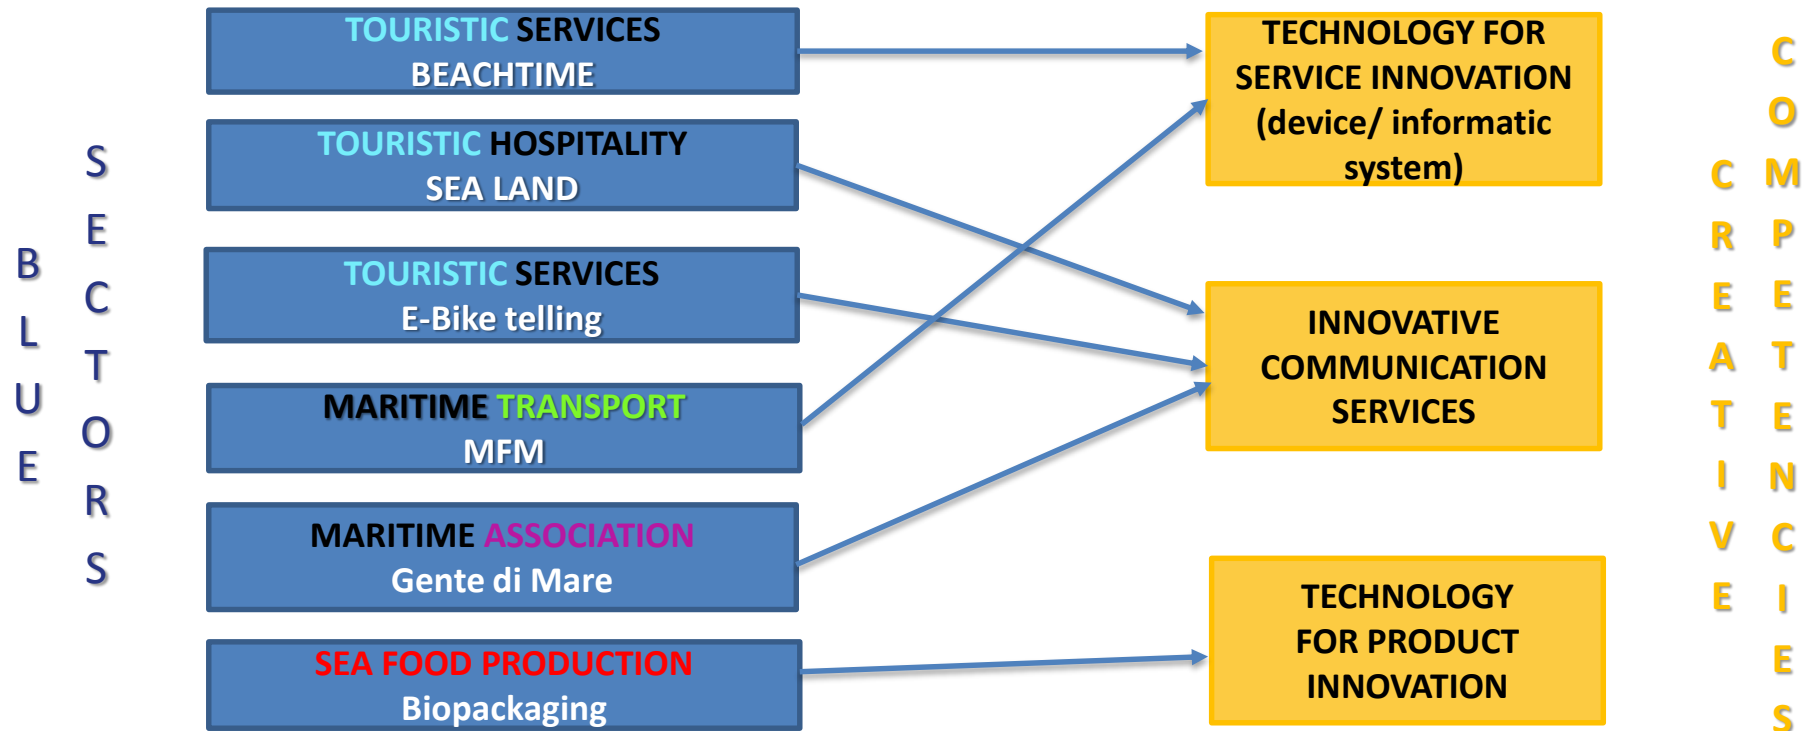 BLUE
SECTORS
TOURISTIC SERVICES
BEACHTIME
TOURISTIC HOSPITALITY
SEA LAND
TOURISTIC SERVICES
E-Bike telling
MARITIME TRANSPORT
MFM
MARITIME ASSOCIATION
Gente di Mare
SEA FOOD PRODUCTION
Biopackaging
TECHNOLOGY FOR
SERVICE INNOVATION
(device/ informatic
system)
INNOVATIVE
COMMUNICATION
SERVICES
TECHNOLOGY
FOR PRODUCT
INNOVATION
CREATIVE
COMPETENCIES